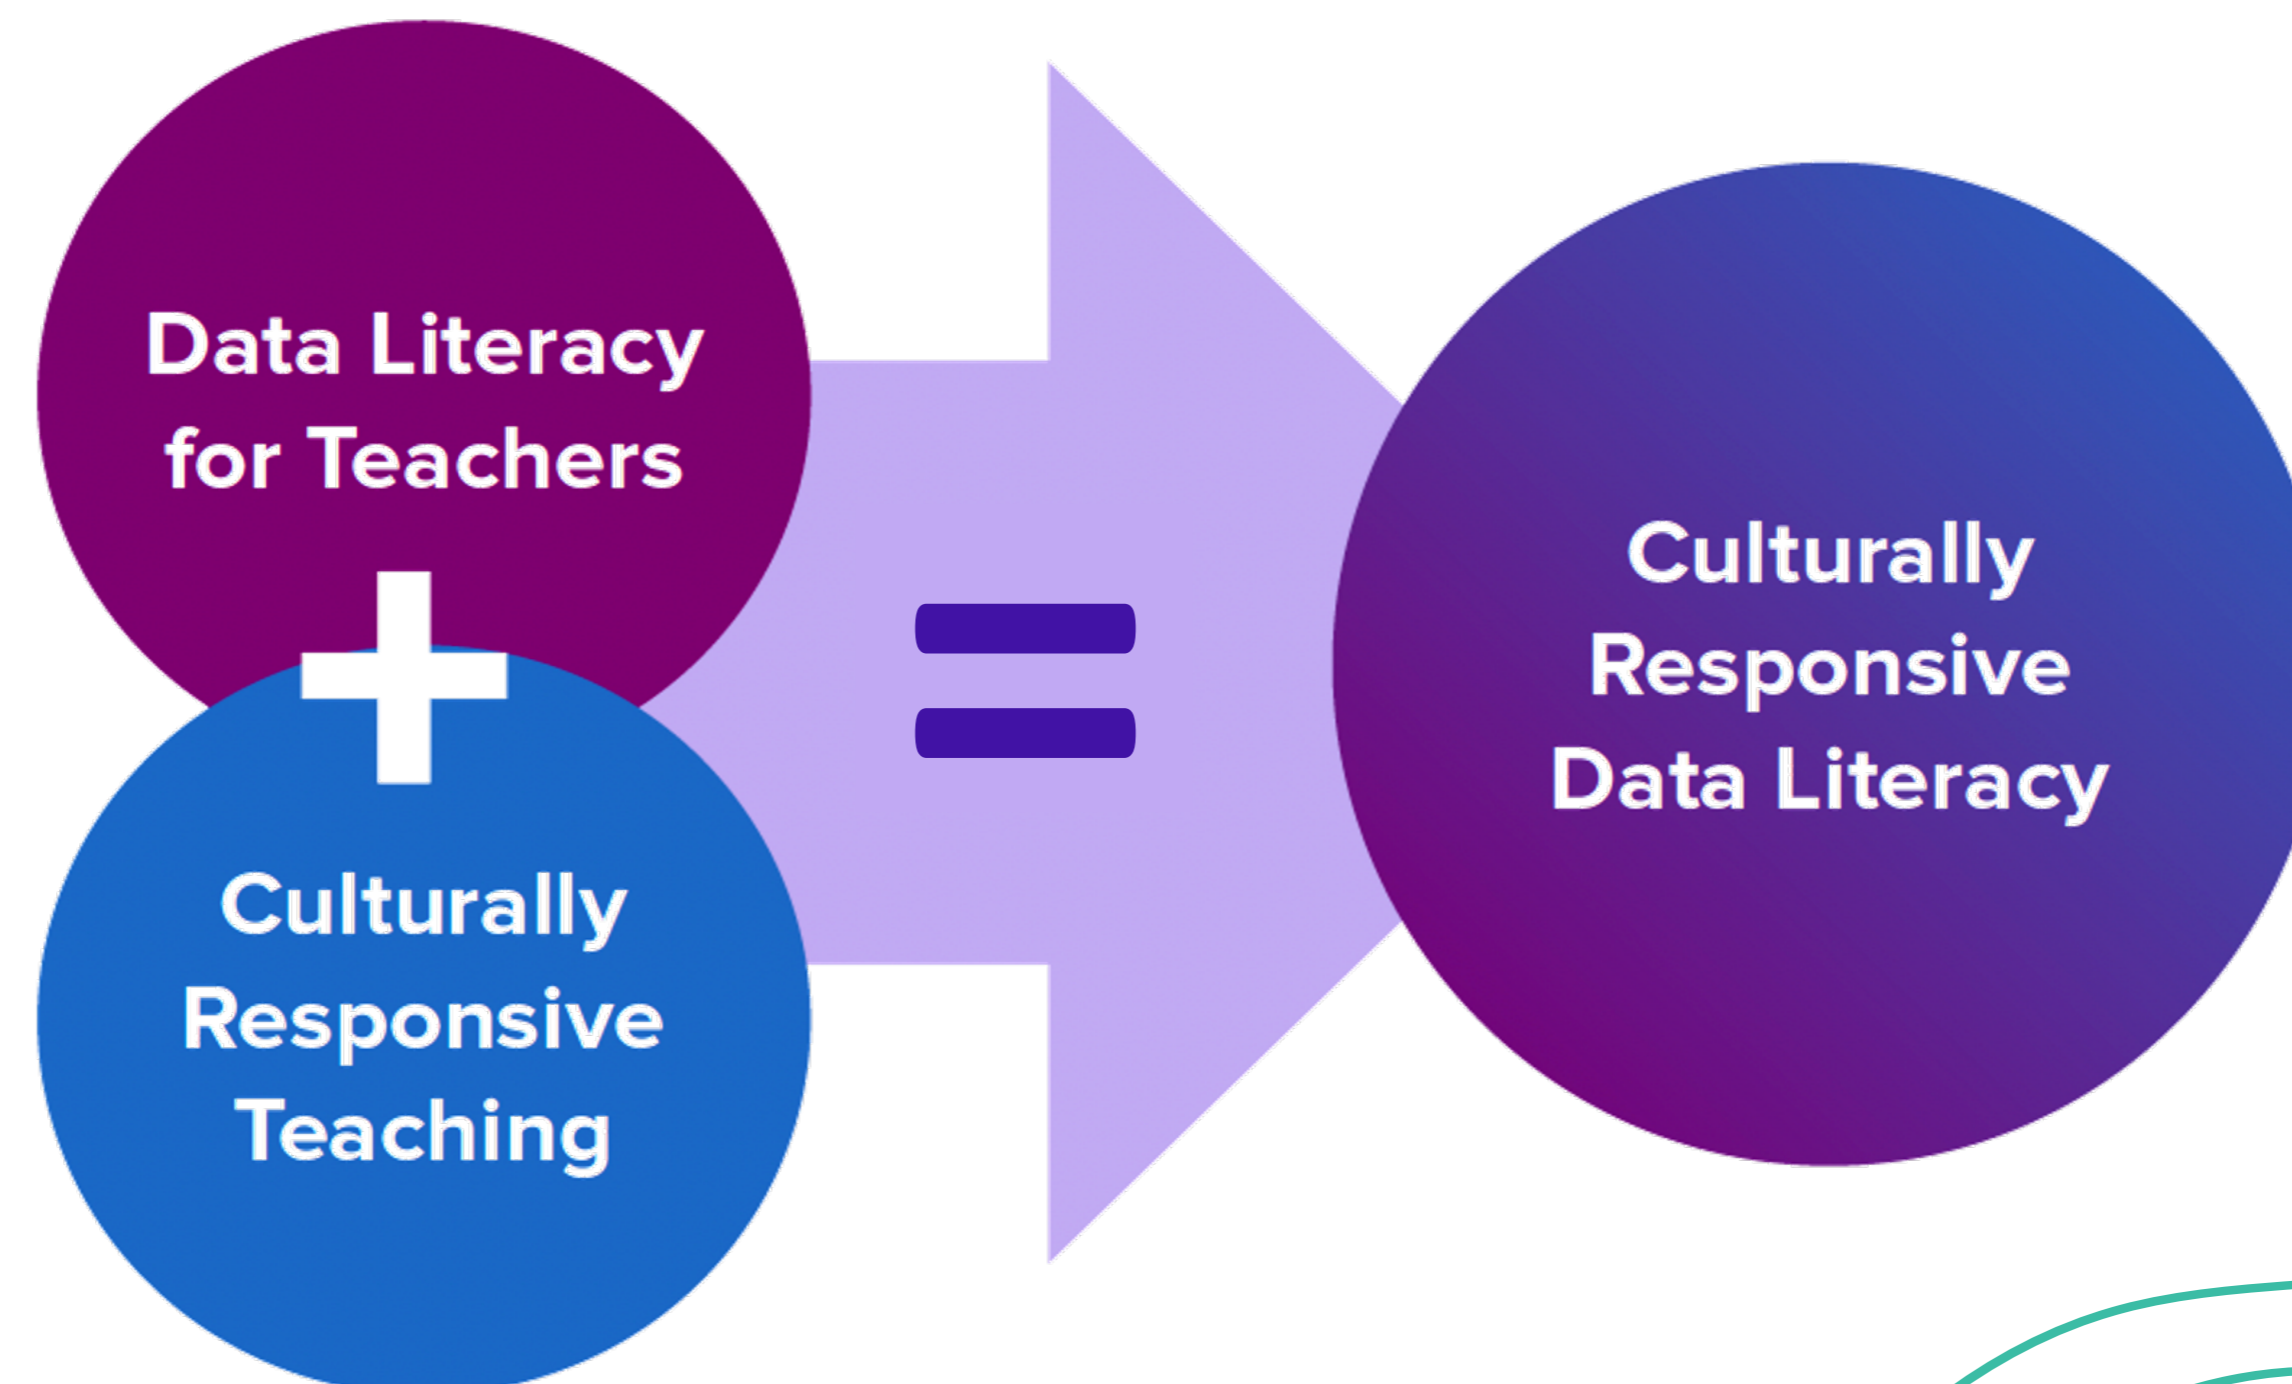 Data Literacy
for Teachers
+
Culturally
Responsive
Teaching
=
Culturally
Responsive
Data Literacy